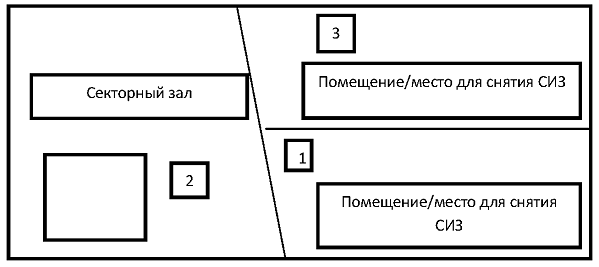 3
Помещение/место для снятия СИЗ
Секторный зал
1
2
Помещение/место для снятия
СИЗ